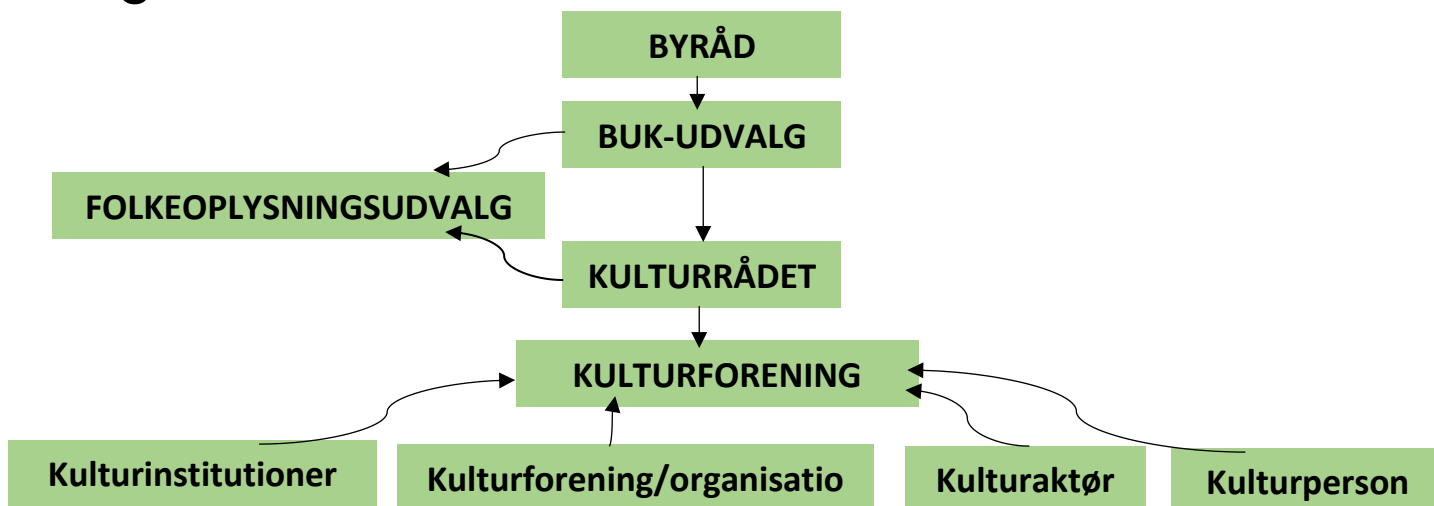 BYRÅD
BUK-UDVALG
FOLKEOPLYSNINGSUDVALG
KULTURRÅDET
KULTURFORENING
Kulturinstitutioner
Kulturforening/organisatio
Kulturaktør
Kulturperson